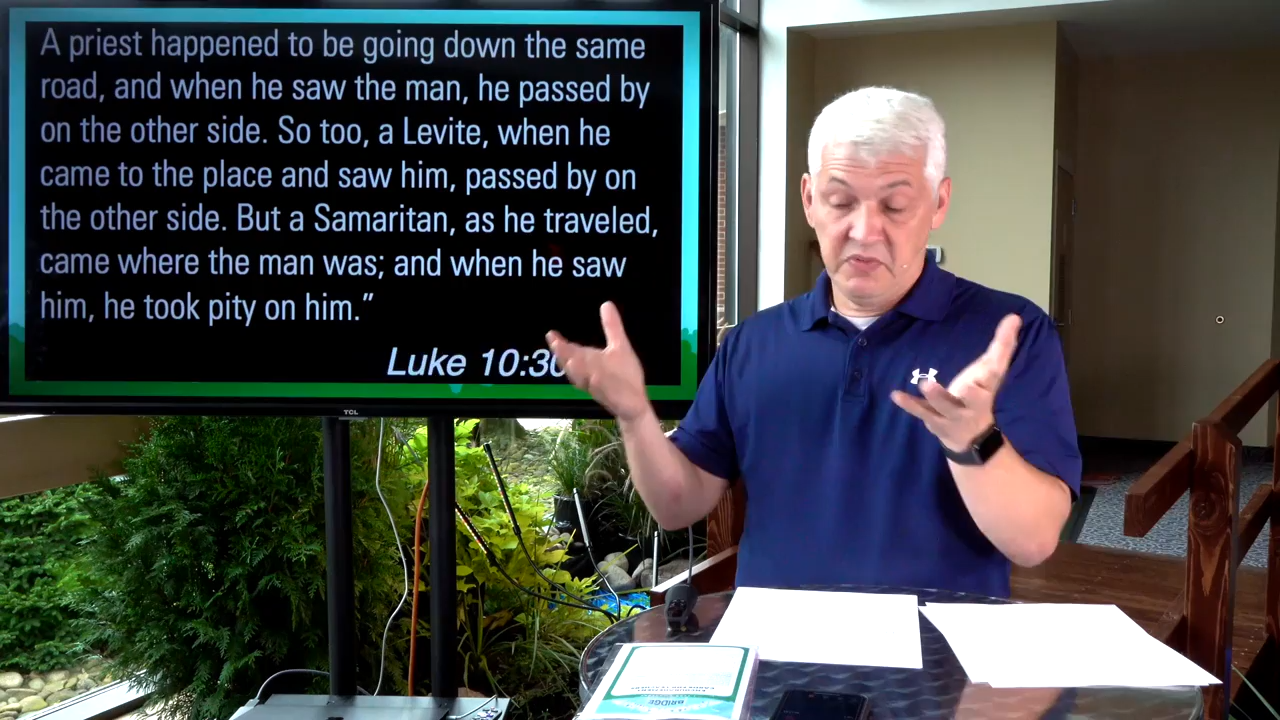 A priest happened to be going down the same
road, and when he saw the man, he passed by
on the other side. So too, a Levite, when he
came to the place and saw him, passed by on
the other side. But a Samaritan, as he traveled,
came where the man was; and when he saw
him, he took pity on him.”
Luke 10:30
TCL
BRIDGE